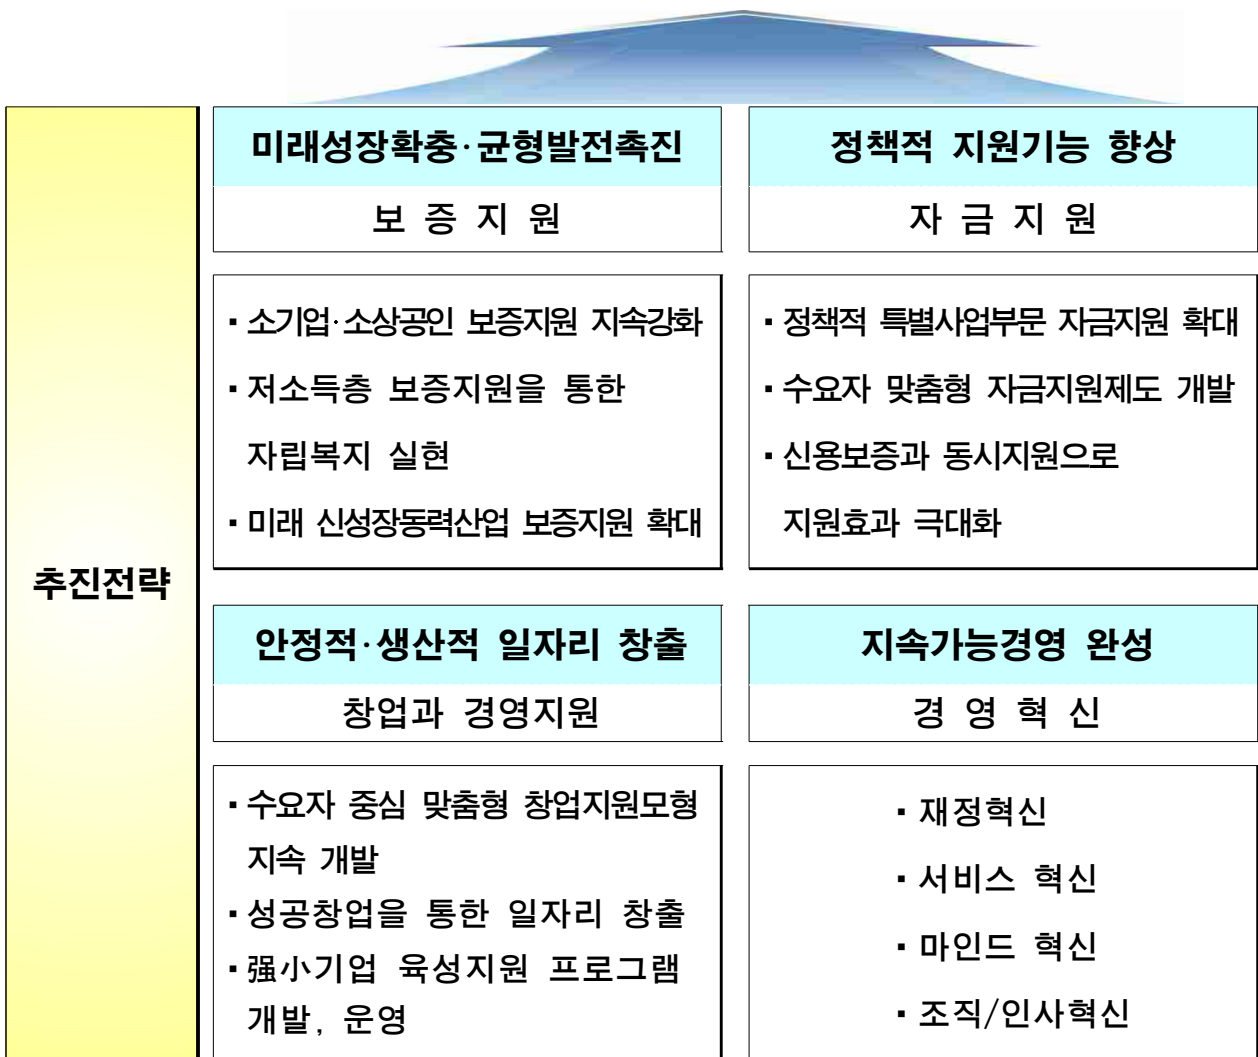 추진전략
미래성장확충·균형발전촉진
보 증 지 원
▪소기업·소상공인 보증지원 지속강화
▪저소득층 보증지원을 통한
자립복지 실현
▪미래 신성장동력산업 보증지원 확대
정책적 지원기능 향상
자 금 지 원
▪정책적 특별사업부문 자금지원 확대
▪수요자 맞춤형 자금지원제도 개발
▪신용보증과 동시지원으로
지원효과 극대화
안정적·생산적 일자리 창출
창업과 경영지원
▪수요자 중심 맞춤형 창업지원모형
지속 개발
▪성공창업을 통한 일자리 창출
▪强小기업 육성지원 프로그램
개발, 운영
지속가능경영 완성
경 영 혁 신
▪재정혁신
▪서비스 혁신
▪마인드 혁신
▪조직/인사혁신